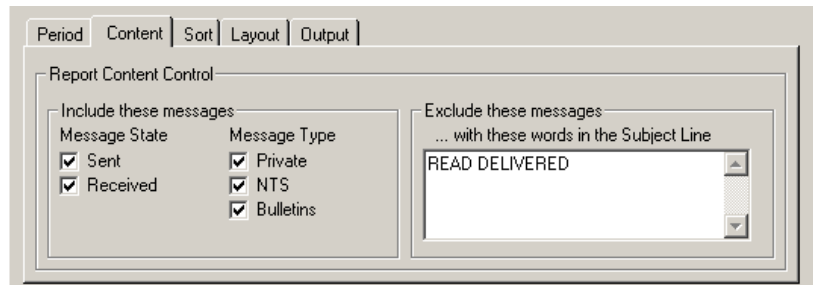 Period Content Sort Layout Output
Report Content Control
Include these messages
Message State Message Type
Sent Private
Received NTS
Bulletins
Exclude these messages
... with these words in the Subject Line
READ DELIVERED